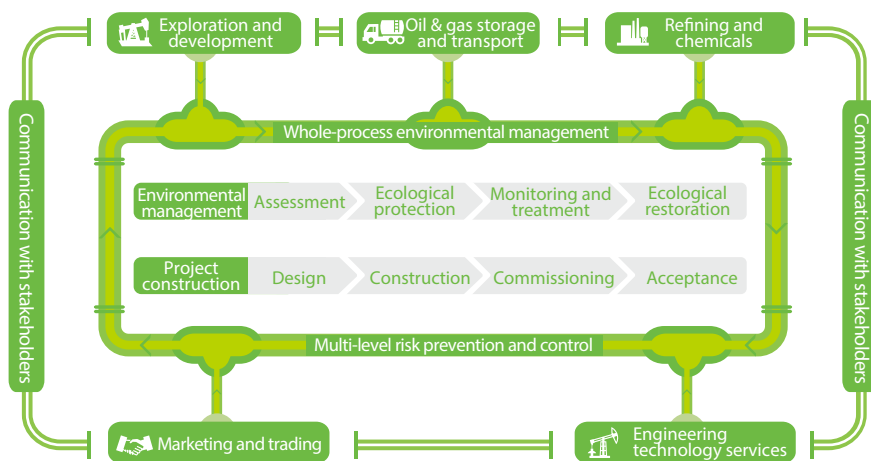 Exploration and
development
Oil & gas storage
and transport
Refining and
chemicals
Communication with stakeholders
Communication with stakeholders
Whole-process environmental management
Environmental
management
Assessment
Ecological
protection
Monitoring and
treatment
Ecological
restoration
Project
construction
Design
Construction
Commissioning
Acceptance
Multi-level risk prevention and control
Marketing and trading
Engineering
technology services